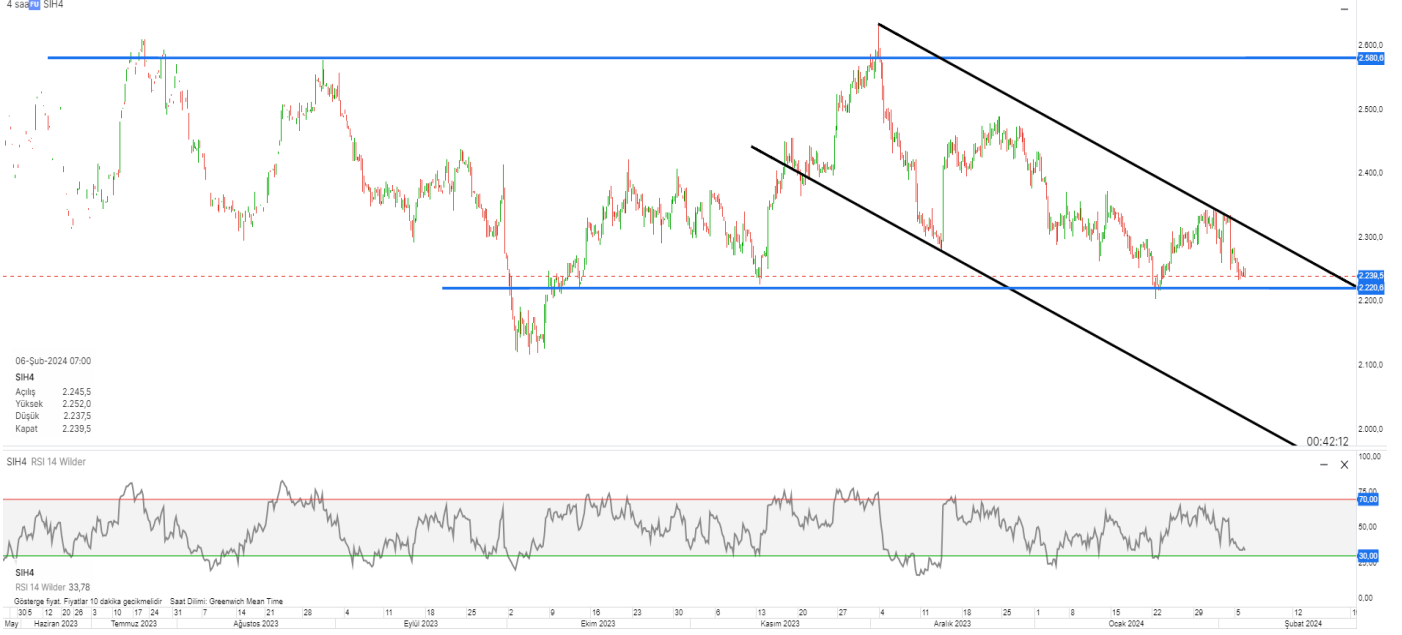 4 saa ru SIH4
2.600,0
2.580,6
2.500,0
2.400,0
2.300,0
2.239,5
2.220,6
2.200,0
2.100,0
2.000,0
06-Şub-2024 07:00
SIH4
Açılış 2.245,5
Yüksek 2.252,0
Düşük 2.237,5
Kapat 2.239,5
00:42:12
SIH4 RSI 14 Wilder
100,00
75,00
70,00
50,00
30,00
25,00
0,00
SIH4
RSI 14 Wilder 33,78
Gösterge fiyat. Fiyatlar 10 dakika gecikmelidir Saat Dilimi: Greenwich Mean Time
30 5 12 20 26 3 10 17 24 31 7 14 21 28 4 11 18 25 2 9 16 23 30 6 13 20 27 4 11 18 25 1 8 15 22 29 5 12
May Haziran 2023 Temmuz 2023 Ağustos 2023 Eylül 2023 Ekim 2023 Kasım 2023 Aralık 2023 Ocak 2024 Şubat 2024